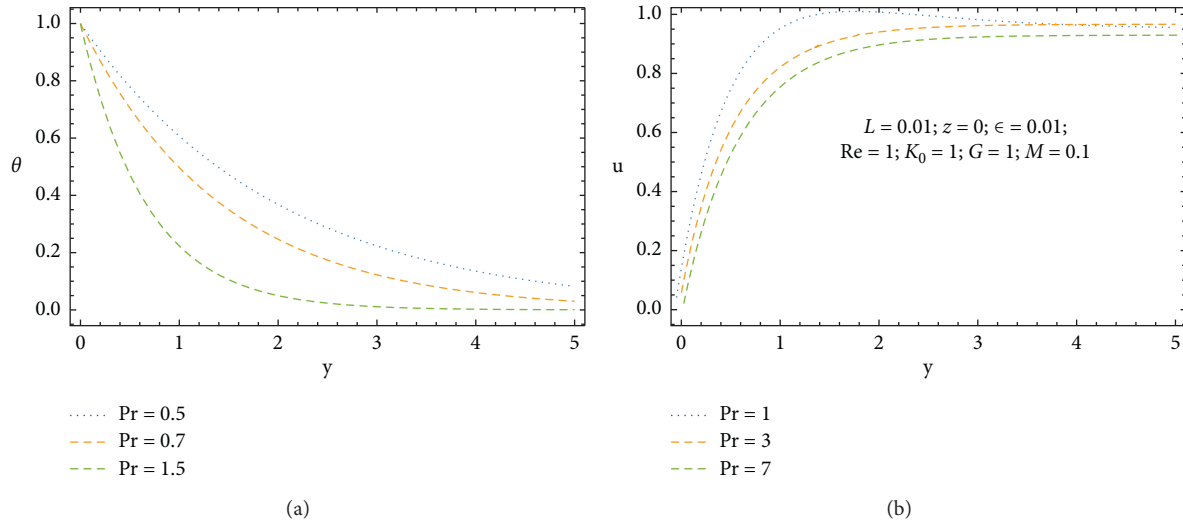 1.0
0.8
0.6
θ
0.4
0.2
0.0
0 1 2 3 4 5
y
Pr = 0.5
Pr = 0.7
Pr = 1.5
(a)
1.0
0.8
0.6
u
0.4
0.2
0.0
L = 0.01; z = 0; ϵ = 0.01;
Re = 1; K₀ = 1; G = 1; M = 0.1
0 1 2 3 4 5
y
Pr = 1
Pr = 3
Pr = 7
(b)